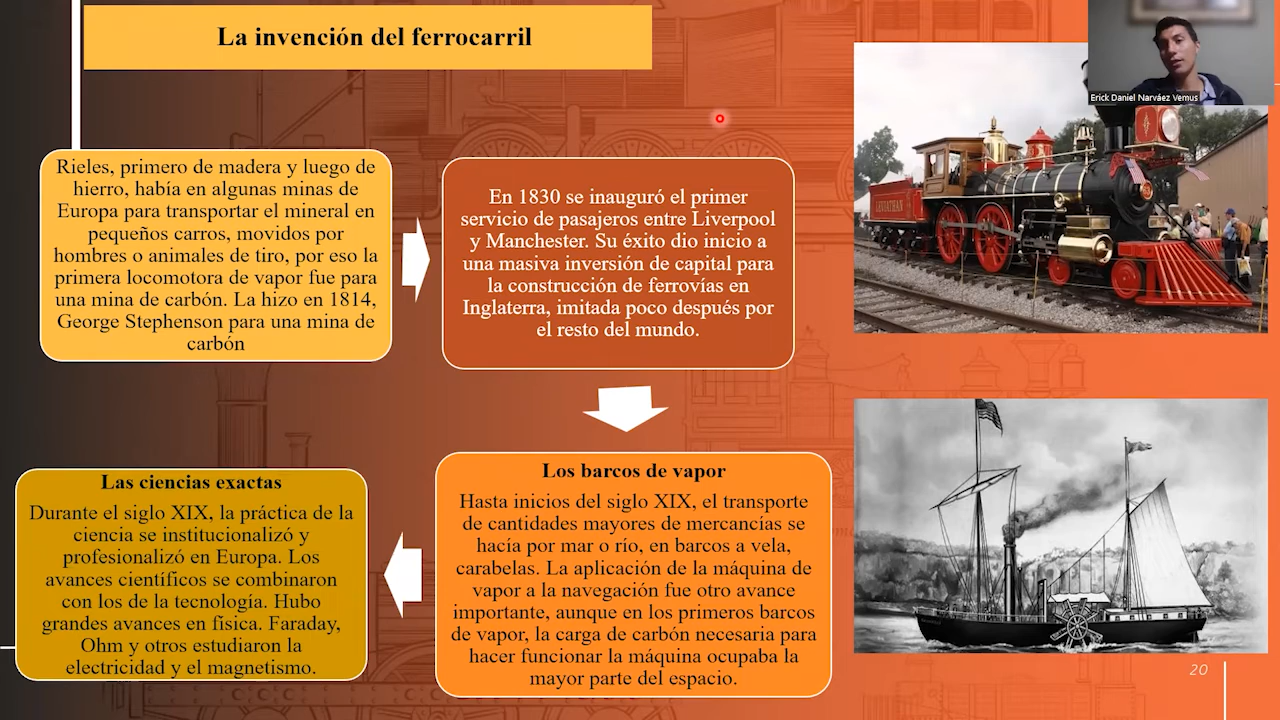 La invención del ferrocarril
Erick Daniel Narváez Vemus
Rieles, primero de madera y luego de
hierro, había en algunas minas de
Europa para transportar el mineral en
pequeños carros, movidos por
hombres o animales de tiro, por eso la
primera locomotora de vapor fue para
una mina de carbón. La hizo en 1814,
George Stephenson para una mina de
carbón
En 1830 se inauguró el primer
servicio de pasajeros entre Liverpool
y Manchester. Su éxito dio inicio a
una masiva inversión de capital para
la construcción de ferrovías en
Inglaterra, imitada poco después por
el resto del mundo.
LEVIATHAN
Los barcos de vapor
Hasta inicios del siglo XIX, el transporte
de cantidades mayores de mercancías se
hacía por mar o río, en barcos a vela,
carabelas. La aplicación de la máquina de
vapor a la navegación fue otro avance
importante, aunque en los primeros barcos
de vapor, la carga de carbón necesaria para
hacer funcionar la máquina ocupaba la
mayor parte del espacio.
Las ciencias exactas
Durante el siglo XIX, la práctica de la
ciencia se institucionalizó y
profesionalizó en Europa. Los
avances científicos se combinaron
con los de la tecnología. Hubo
grandes avances en física. Faraday,
Ohm y otros estudiaron la
electricidad y el magnetismo.
20